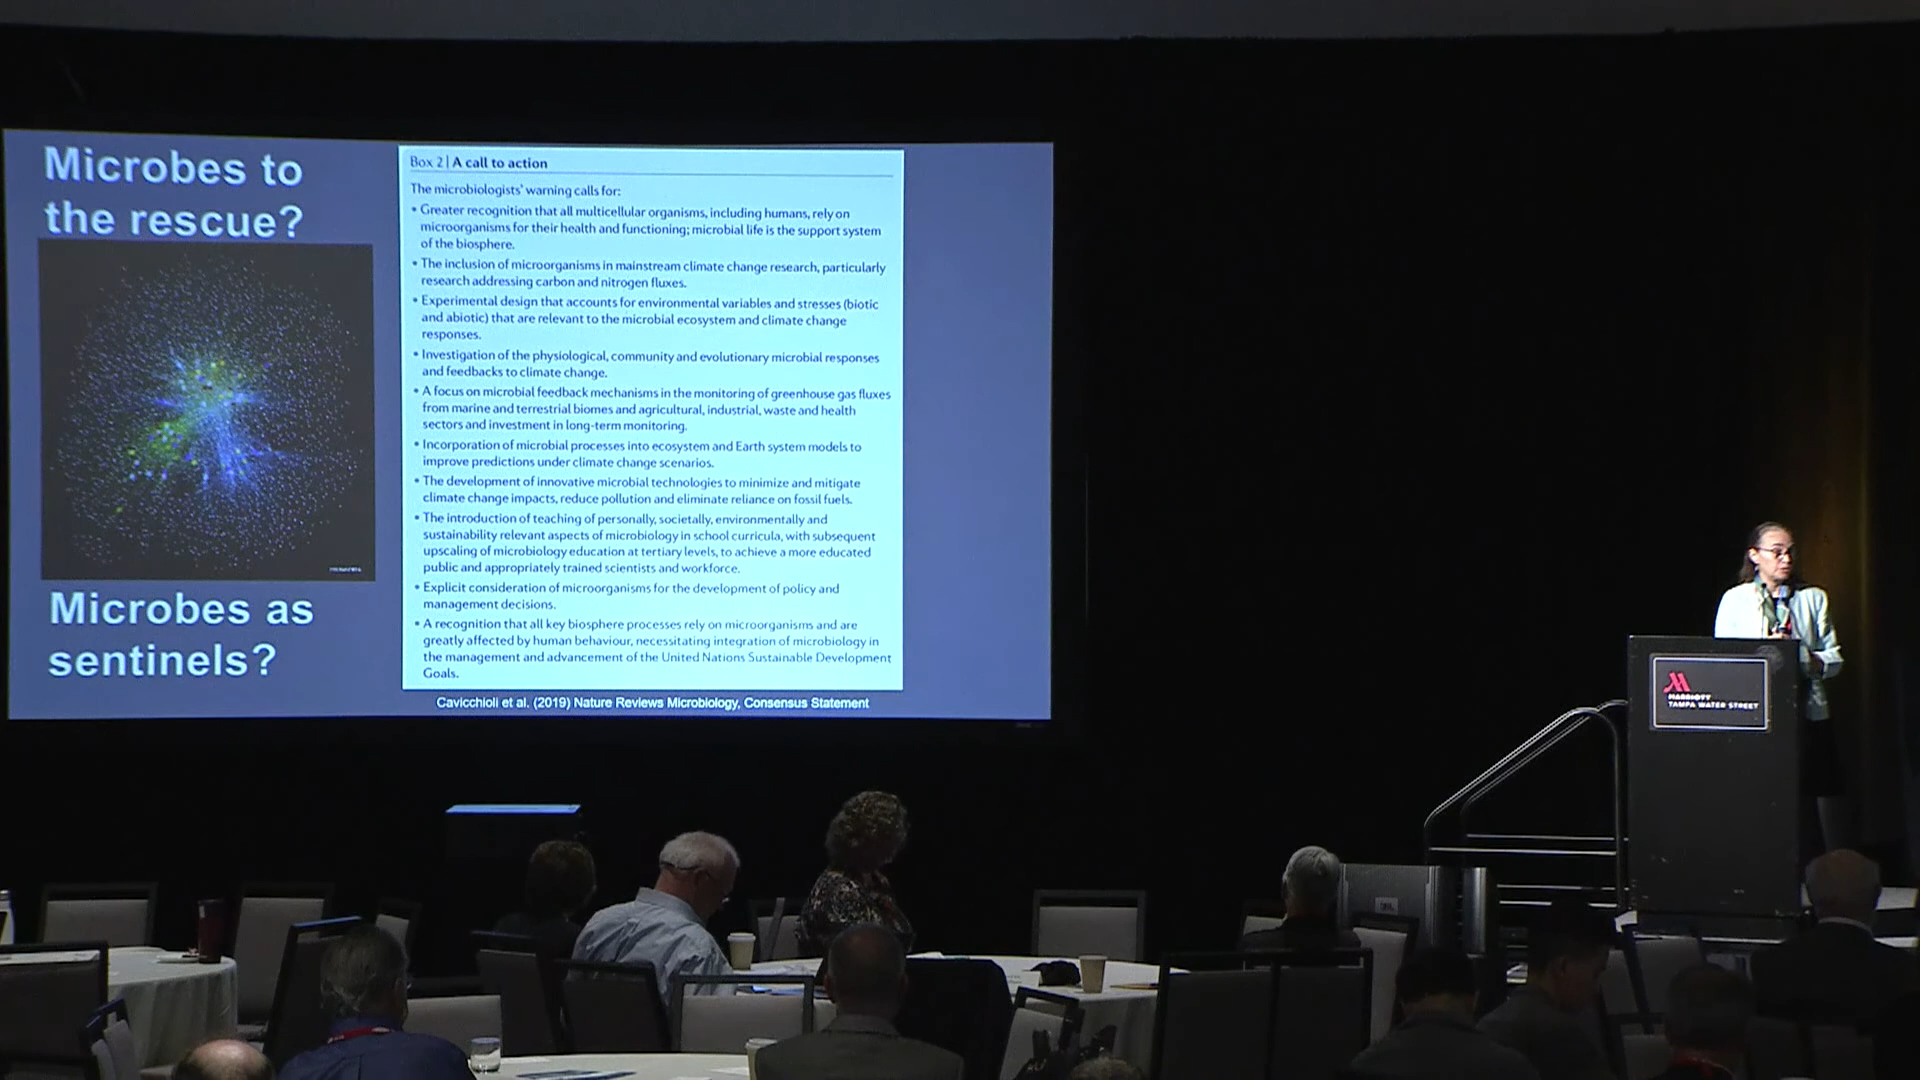 Microbes to
the rescue?
Microbes as
sentinels?
Box 2 | A call to action
The microbiologists' warning calls for:
• Greater recognition that all multicellular organisms, including humans, rely on
microorganisms for their health and functioning; microbial life is the support system
of the biosphere.
• The inclusion of microorganisms in mainstream climate change research, particularly
research addressing carbon and nitrogen fluxes.
• Experimental design that accounts for environmental variables and stresses (biotic
and abiotic) that are relevant to the microbial ecosystem and climate change
responses.
• Investigation of the physiological, community and evolutionary microbial responses
and feedbacks to climate change.
• A focus on microbial feedback mechanisms in the monitoring of greenhouse gas fluxes
from marine and terrestrial biomes and agricultural, industrial, waste and health
sectors and investment in long-term monitoring.
• Incorporation of microbial processes into ecosystem and Earth system models to
improve predictions under climate change scenarios.
• The development of innovative microbial technologies to minimize and mitigate
climate change impacts, reduce pollution and eliminate reliance on fossil fuels.
• The introduction of teaching of personally, societally, environmentally and
sustainability relevant aspects of microbiology in school curricula, with subsequent
upscaling of microbiology education at tertiary levels, to achieve a more educated
public and appropriately trained scientists and workforce.
• Explicit consideration of microorganisms for the development of policy and
management decisions.
• A recognition that all key biosphere processes rely on microorganisms and are
greatly affected by human behaviour, necessitating integration of microbiology in
the management and advancement of the United Nations Sustainable Development
Goals.
Cavicchioli et al. (2019) Nature Reviews Microbiology, Consensus Statement
MARRIOTT
TAMPA WATER STREET